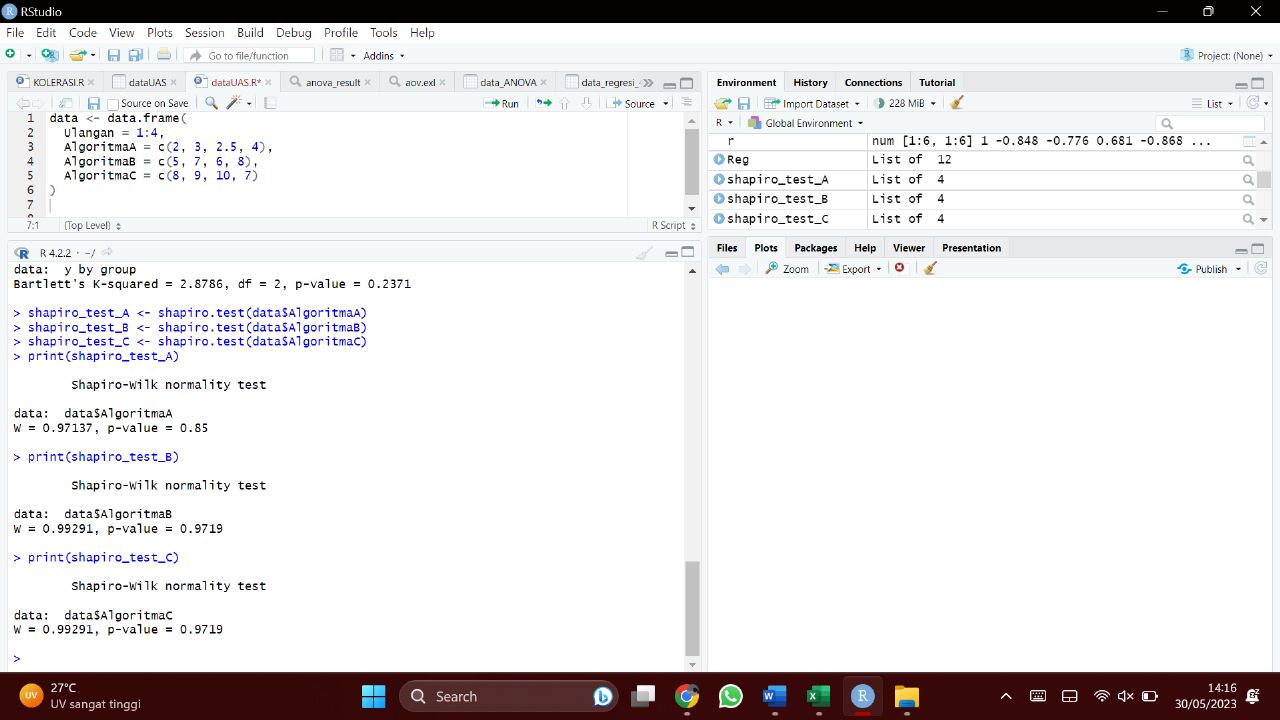 RStudio
File Edit Code View Plots Session Build Debug Profile Tools Help
Go to file/function Addins Project: (None)
KOLERASI.R dataUAS dataUAS.R* anova_result aov.exl data_ANOVA data_regresi_
Source on Save Run Source
1 data <- data.frame(
2 Ulangan = 1:4,
3 AlgoritmaA = c(2, 3, 2.5, 4),
4 AlgoritmaB = c(5, 7, 6, 8),
5 AlgoritmaC = c(8, 9, 10, 7)
6 )
7
8
7:1 (Top Level) R Script
R 4.2.2 · ~/
data: y by group
Bartlett's K-squared = 2.8786, df = 2, p-value = 0.2371
> shapiro_test_A <- shapiro.test(data$AlgoritmaA)
> shapiro_test_B <- shapiro.test(data$AlgoritmaB)
> shapiro_test_C <- shapiro.test(data$AlgoritmaC)
> print(shapiro_test_A)
Shapiro-Wilk normality test
data: data$AlgoritmaA
W = 0.97137, p-value = 0.85
> print(shapiro_test_B)
Shapiro-Wilk normality test
data: data$AlgoritmaB
W = 0.99291, p-value = 0.9719
> print(shapiro_test_C)
Shapiro-Wilk normality test
data: data$AlgoritmaC
W = 0.99291, p-value = 0.9719
>
Environment History Connections Tutorial
Import Dataset 228 MiB List
R Global Environment
r num [1:6, 1:6] 1 -0.848 -0.776 0.681 -0.868 ...
Reg List of 12
shapiro_test_A List of 4
shapiro_test_B List of 4
shapiro_test_C List of 4
Files Plots Packages Help Viewer Presentation
Zoom Export Publish
UV 27°C
UV sangat tinggi
Search
14:16
30/05/2023